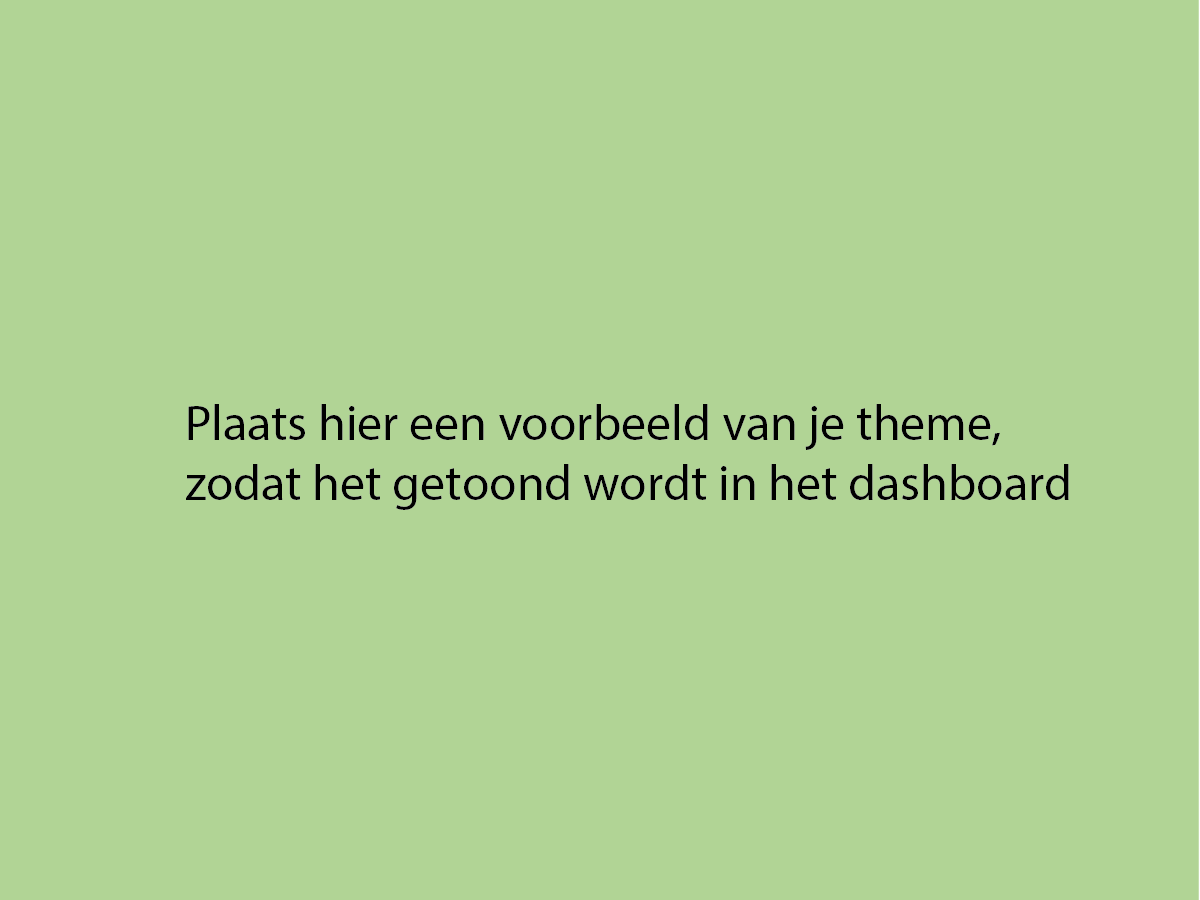 Plaats hier een voorbeeld van je theme,
zodat het getoond wordt in het dashboard